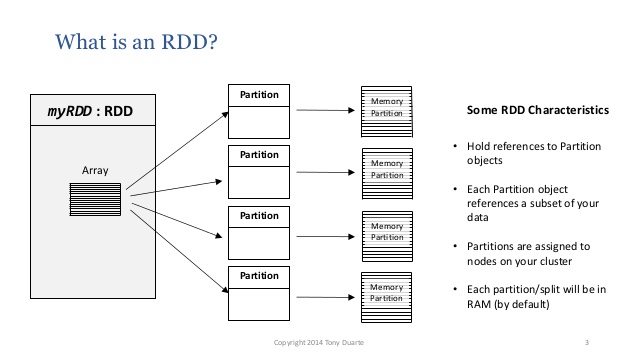 What is an RDD?
myRDD : RDD
Array
Partition
Memory
Partition
Partition
Memory
Partition
Partition
Memory
Partition
Partition
Memory
Partition
Some RDD Characteristics
• Hold references to Partition
objects
• Each Partition object
references a subset of your
data
• Partitions are assigned to
nodes on your cluster
• Each partition/split will be in
RAM (by default)
Copyright 2014 Tony Duarte
3